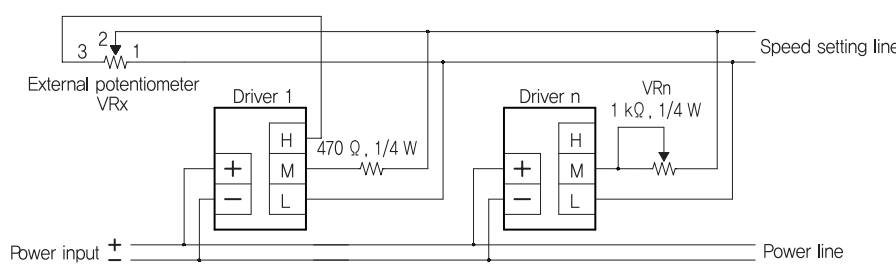 2
3
1
Speed setting line
External potentiometer
VRx
Driver 1
Driver n
VRn
1 kΩ, 1/4 W
H
M
L
+
−
470 Ω, 1/4 W
H
M
L
+
−
Power input +
−
Power line